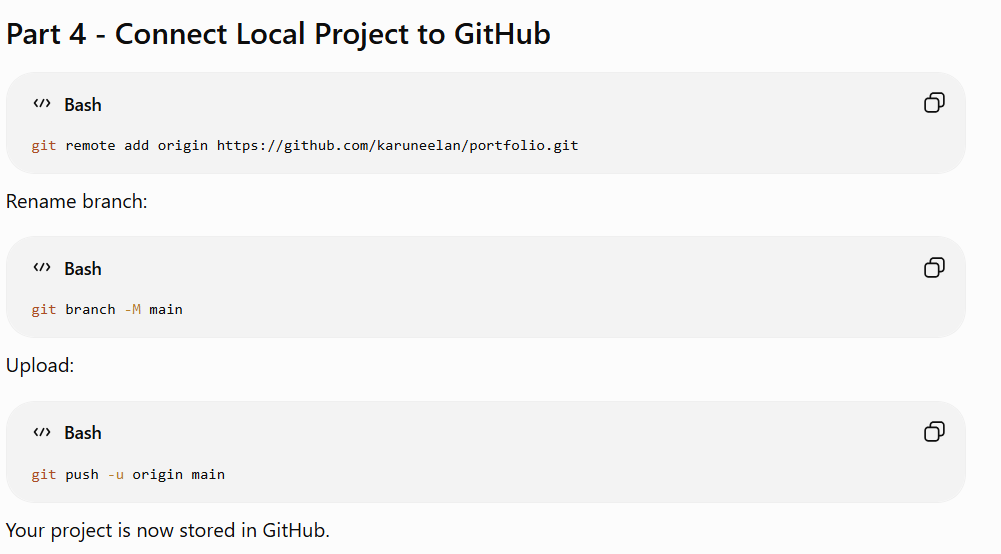 Part 4 - Connect Local Project to GitHub
Bash
git remote add origin https://github.com/karuneelan/portfolio.git
Rename branch:
Bash
git branch -M main
Upload:
Bash
git push -u origin main
Your project is now stored in GitHub.